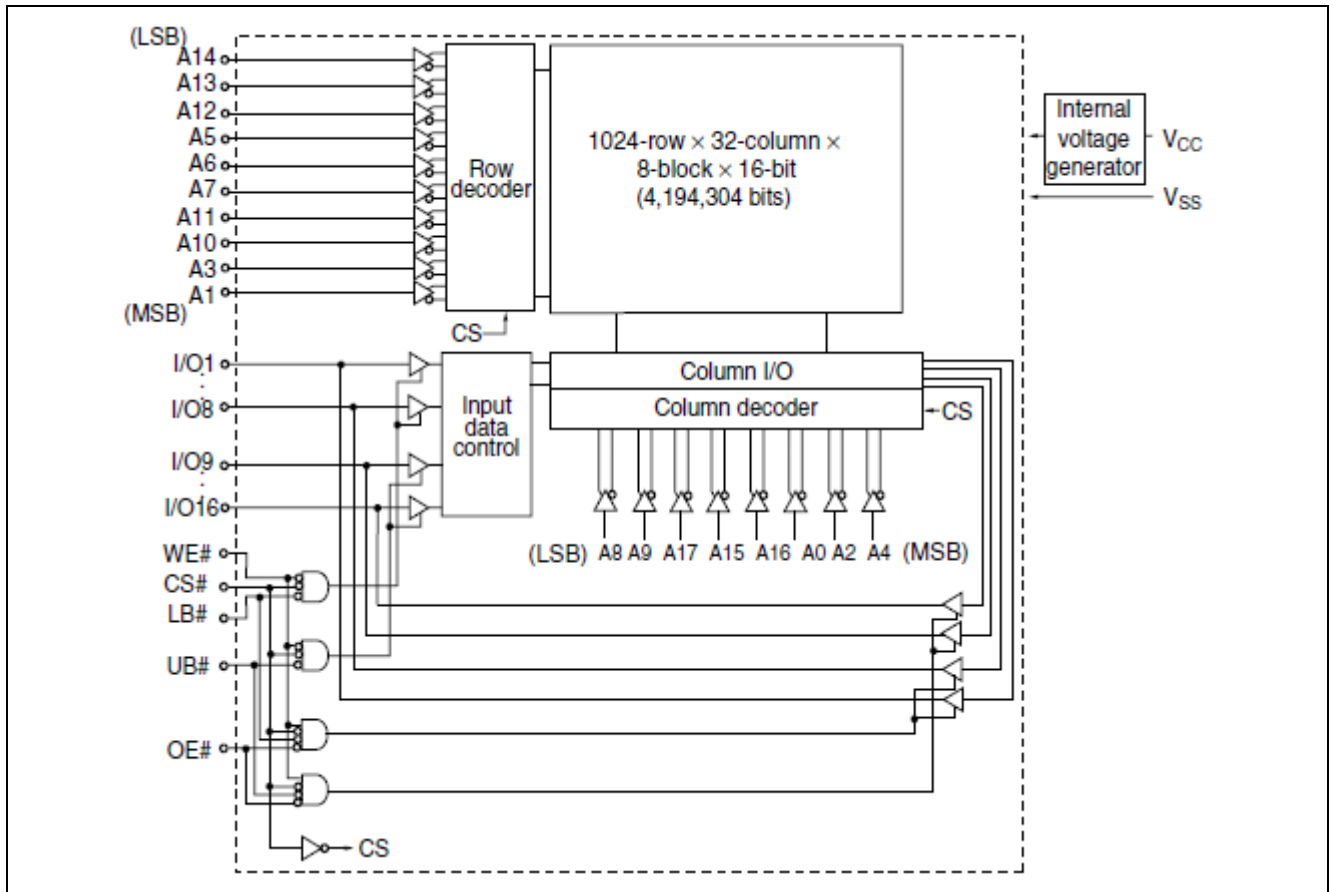 (LSB)
A14
A13
A12
A5
A6
A7
A11
A10
A3
A1
(MSB)
Row
decoder
CS
1024-row × 32-column ×
8-block × 16-bit
(4,194,304 bits)
Internal
voltage
generator
VCC
VSS
I/O1
.
.
I/O8
I/O9
.
.
I/O16
Input
data
control
Column I/O
Column decoder
CS
(LSB) A8 A9 A17 A15 A16 A0 A2 A4 (MSB)
WE#
CS#
LB#
UB#
OE#
CS